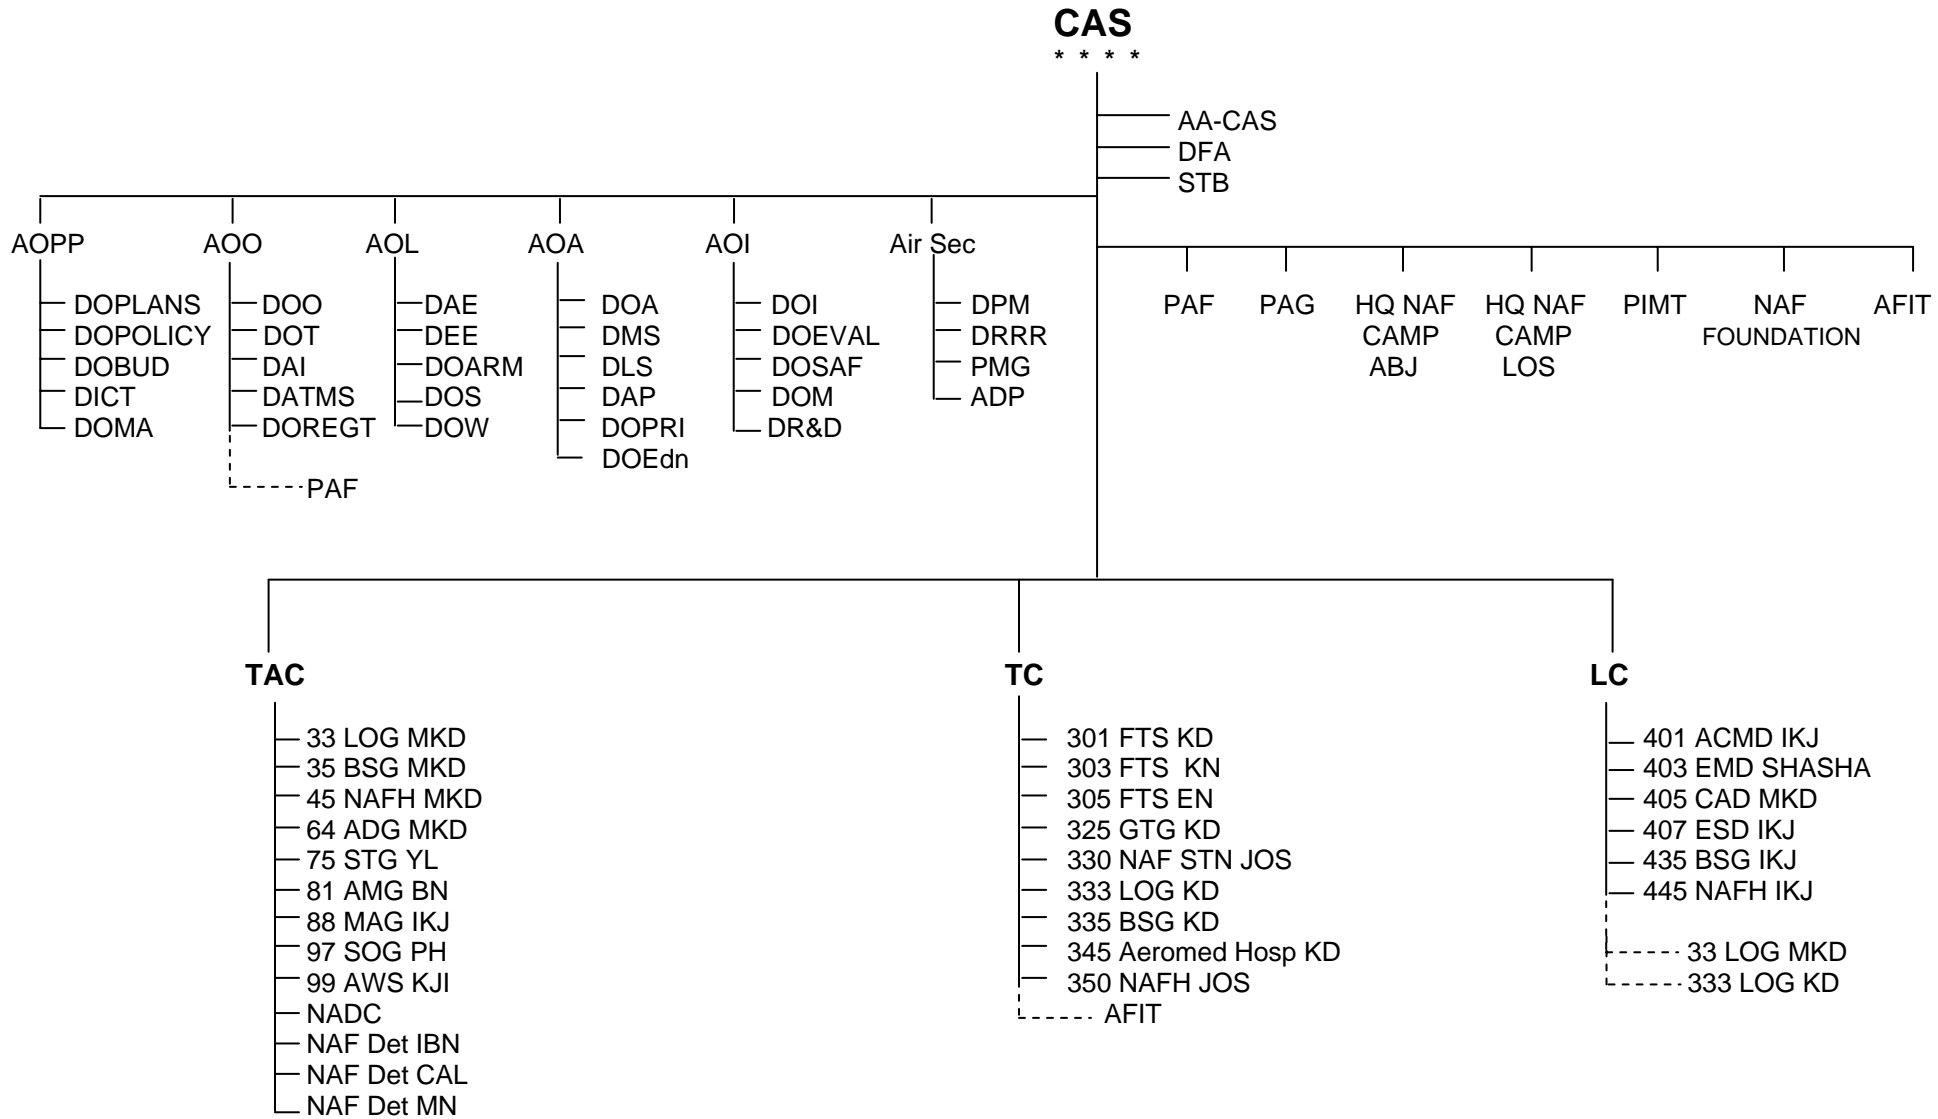 CAS
* * * *
AA-CAS
DFA
STB
AOPP
DOPLANS
DOPOLICY
DOBUD
DICT
DOMA
AOO
DOO
DOT
DAI
DATMS
DOREGT
PAF
AOL
DAE
DEE
DOARM
DOS
DOW
AOA
DOA
DMS
DLS
DAP
DOPRI
DOEdn
AOI
DOI
DOEVAL
DOSAF
DOM
DR&D
Air Sec
DPM
DRRR
PMG
ADP
PAF
PAG
HQ NAF
CAMP
ABJ
HQ NAF
CAMP
LOS
PIMT
NAF
FOUNDATION
AFIT
TAC
33 LOG MKD
35 BSG MKD
45 NAFH MKD
64 ADG MKD
75 STG YL
81 AMG BN
88 MAG IKJ
97 SOG PH
99 AWS KJI
NADC
NAF Det IBN
NAF Det CAL
NAF Det MN
TC
301 FTS KD
303 FTS KN
305 FTS EN
325 GTG KD
330 NAF STN JOS
333 LOG KD
335 BSG KD
345 Aeromed Hosp KD
350 NAFH JOS
AFIT
LC
401 ACMD IKJ
403 EMD SHASHA
405 CAD MKD
407 ESD IKJ
435 BSG IKJ
445 NAFH IKJ
33 LOG MKD
333 LOG KD